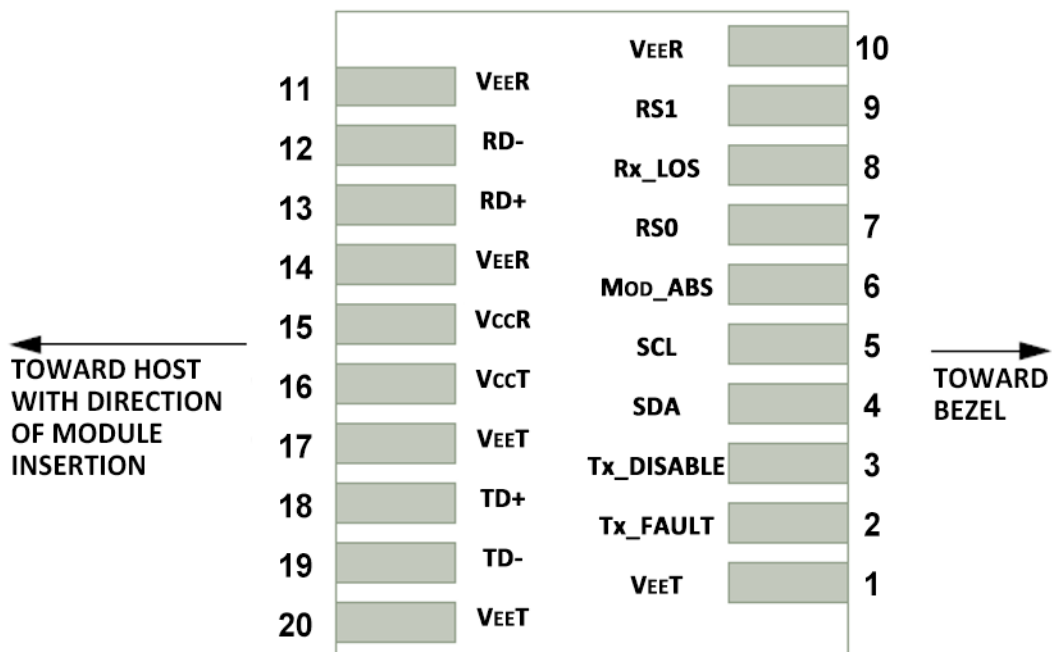 VEER 10
11 VEER
RS1 9
12 RD-
Rx_LOS 8
13 RD+
RS0 7
14 VEER
MOD_ABS 6
15 VCCR
SCL 5
16 VCCT
SDA 4
17 VEET
Tx_DISABLE 3
18 TD+
Tx_FAULT 2
19 TD-
VEET 1
20 VEET
TOWARD HOST
WITH DIRECTION
OF MODULE
INSERTION
TOWARD
BEZEL